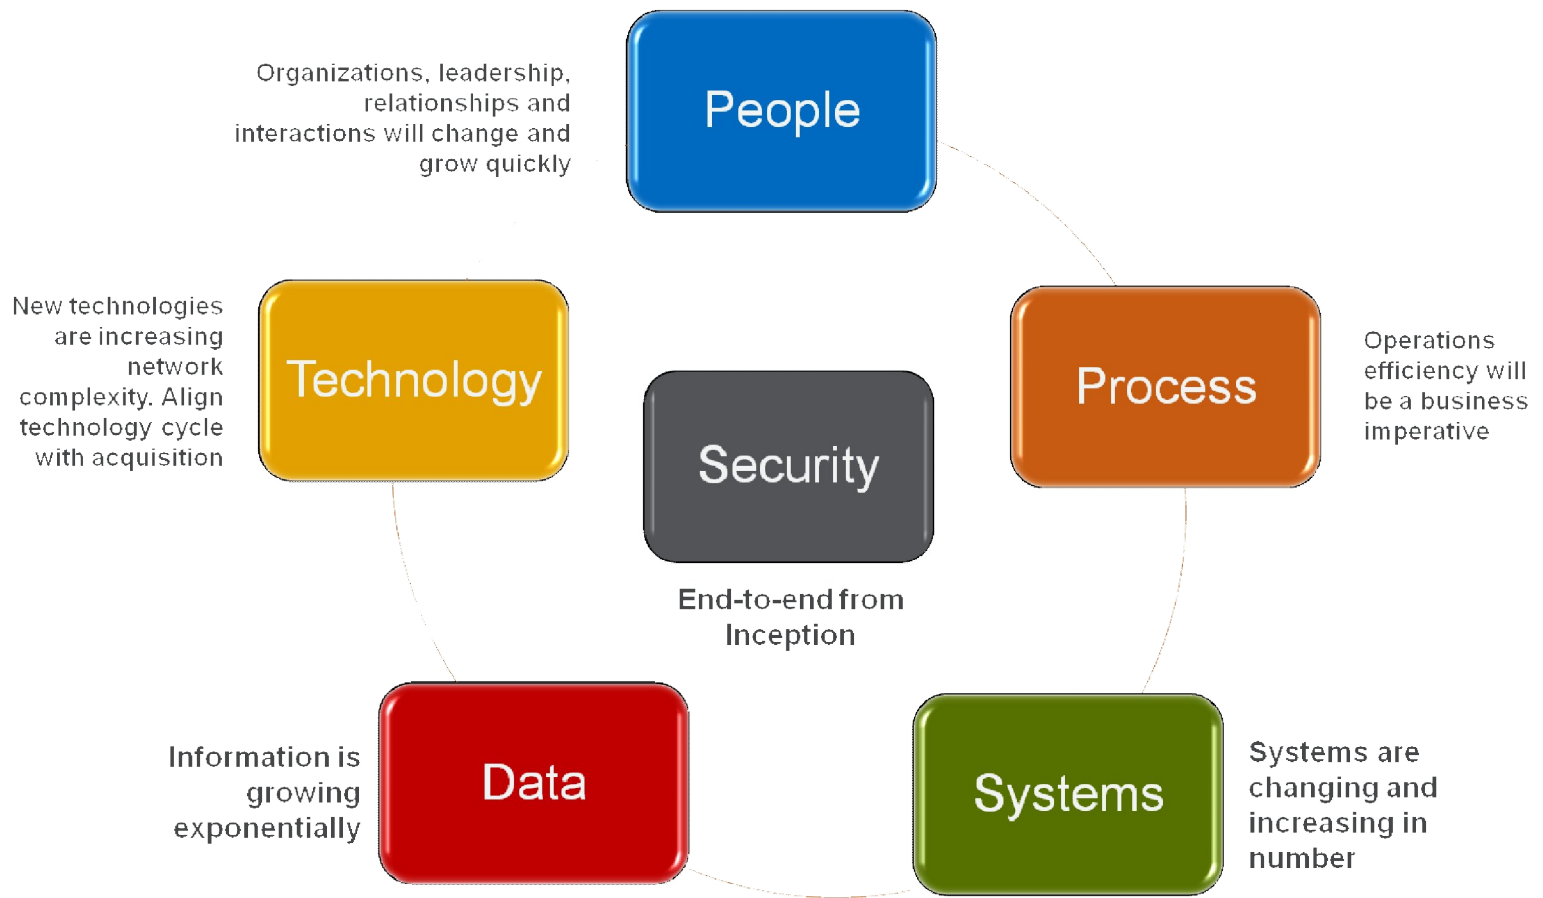 People
Organizations, leadership,
relationships and
interactions will change and
grow quickly
Technology
New technologies
are increasing
network
complexity. Align
technology cycle
with acquisition
Process
Operations
efficiency will
be a business
imperative
Security
End-to-end from
Inception
Data
Information is
growing
exponentially
Systems
Systems are
changing and
increasing in
number